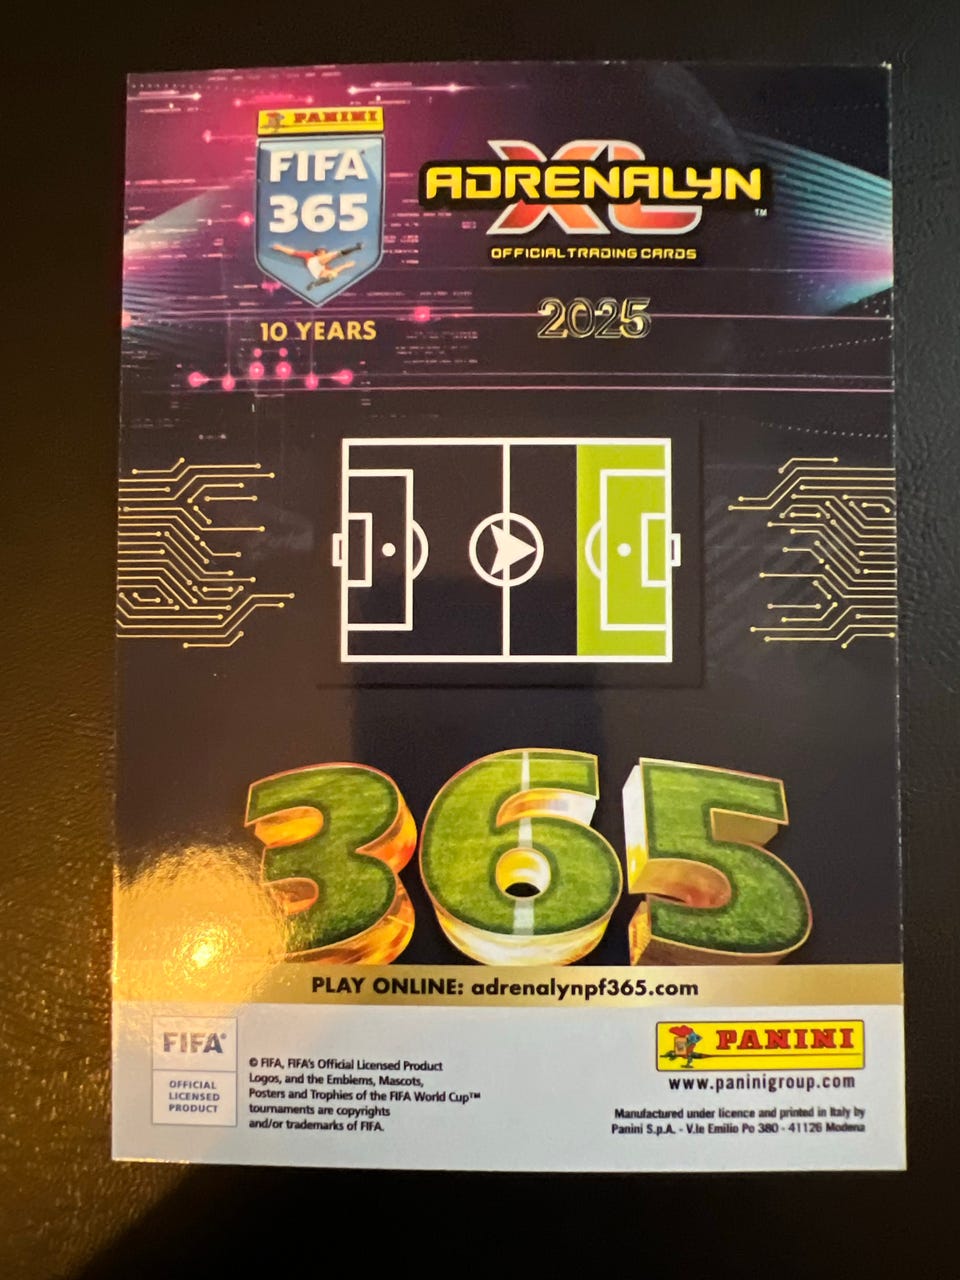 PANINI
FIFA
365
ADRENALYN
XL
™
OFFICIAL TRADING CARDS
10 YEARS
2025
365
PLAY ONLINE: adrenalynpf365.com
FIFA®
OFFICIAL
LICENSED
PRODUCT
© FIFA, FIFA's Official Licensed Product
Logos, and the Emblems, Mascots,
Posters and Trophies of the FIFA World Cup™
tournaments are copyrights
and/or trademarks of FIFA.
PANINI
www.paninigroup.com
Manufactured under licence and printed in Italy by
Panini S.p.A. - V.le Emilio Po 380 - 41126 Modena